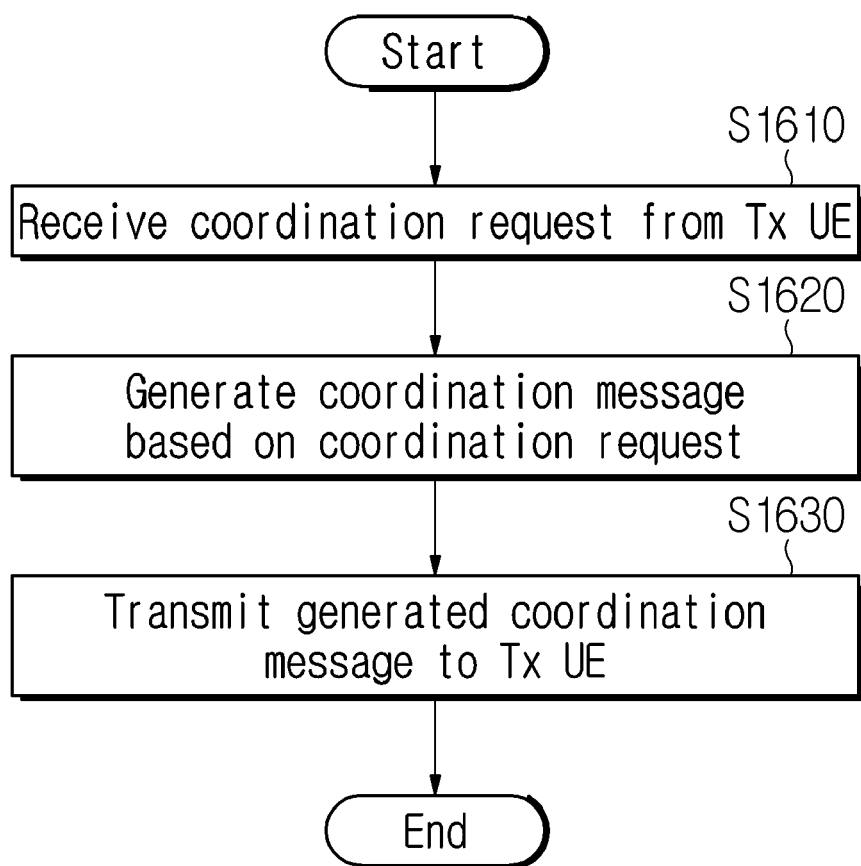 Start
S1610
Receive coordination request from Tx UE
S1620
Generate coordination message
based on coordination request
S1630
Transmit generated coordination
message to Tx UE
End